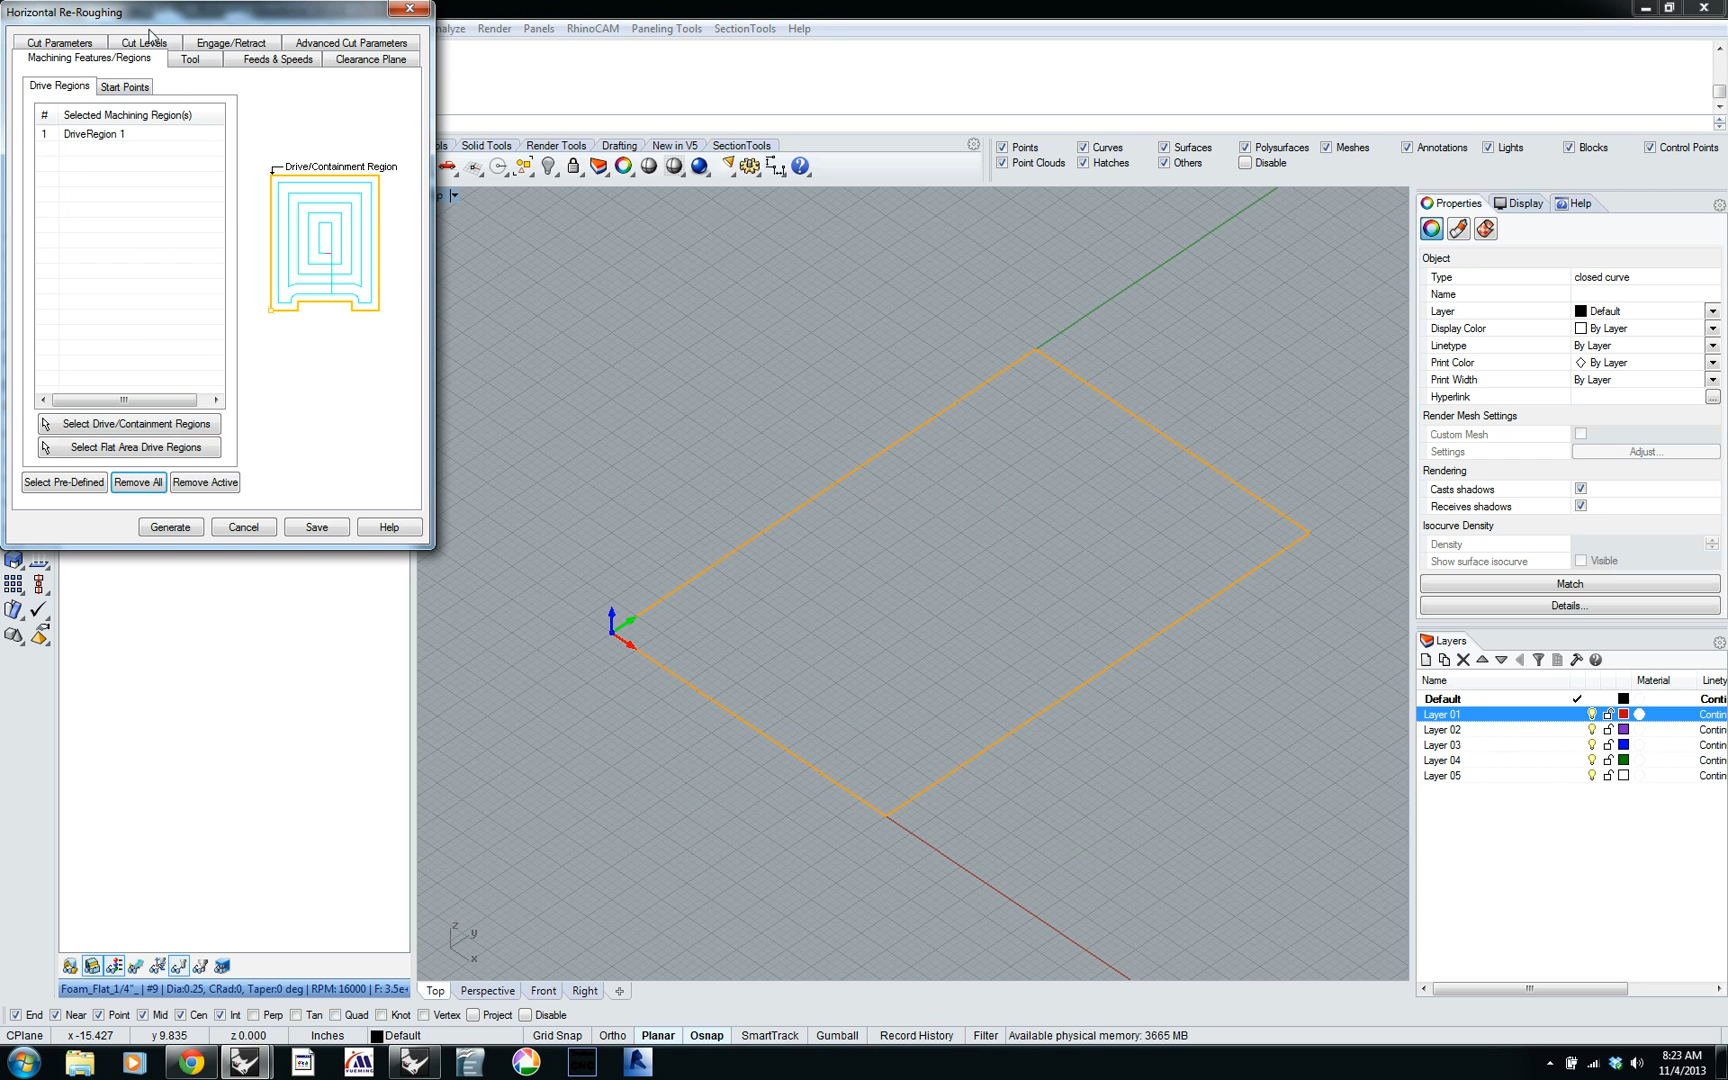 Horizontal Re-Roughing
Cut Parameters
Cut Levels
Engage/Retract
Advanced Cut Parameters
Machining Features/Regions
Tool
Feeds & Speeds
Clearance Plane
Drive Regions
Start Points
# Selected Machining Region(s)
1 DriveRegion 1
Drive/Containment Region
Select Drive/Containment Regions
Select Flat Area Drive Regions
Select Pre-Defined
Remove All
Remove Active
Generate
Cancel
Save
Help
nalyze Render Panels RhinoCAM Paneling Tools SectionTools Help
ols Solid Tools Render Tools Drafting New in V5 SectionTools
Points Curves Surfaces Polysurfaces Meshes Annotations Lights Blocks Control Points
Point Clouds Hatches Others Disable
p
Properties Display Help
Object
Type closed curve
Name
Layer Default
Display Color By Layer
Linetype By Layer
Print Color By Layer
Print Width By Layer
Hyperlink ...
Render Mesh Settings
Custom Mesh
Settings Adjust...
Rendering
Casts shadows
Receives shadows
Isocurve Density
Density
Show surface isocurve Visible
Match
Details...
Layers
Name Material Linety
Default Conti
Layer 01 Contin
Layer 02 Contin
Layer 03 Contin
Layer 04 Contin
Layer 05 Contin
z
y
x
Foam_Flat_1/4"_ | #9 | Dia:0.25, CRad:0, Taper:0 deg | RPM: 16000 | F: 3.5e+
Top Perspective Front Right
End Near Point Mid Cen Int Perp Tan Quad Knot Vertex Project Disable
CPlane x -15.427 y 9.835 z 0.000 Inches Default Grid Snap Ortho Planar Osnap SmartTrack Gumball Record History Filter Available physical memory: 3665 MB
8:23 AM
11/4/2013